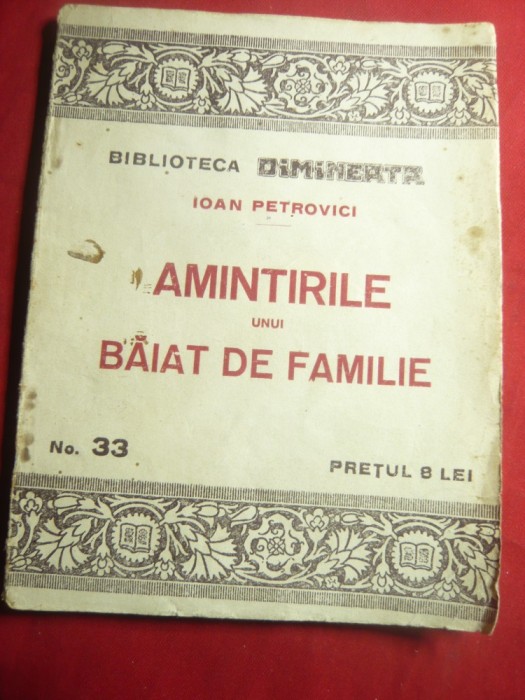 BIBLIOTECA DIMINEAȚA
IOAN PETROVICI
AMINTIRILE
UNUI
BĂIAT DE FAMILIE
No. 33
PREȚUL 8 LEI